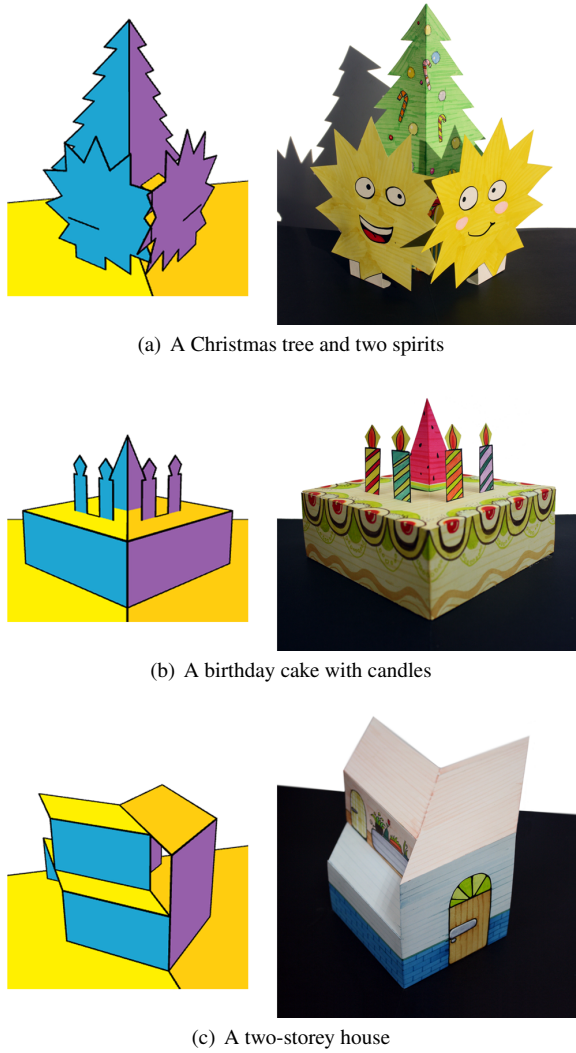 (a) A Christmas tree and two spirits
(b) A birthday cake with candles
(c) A two-storey house